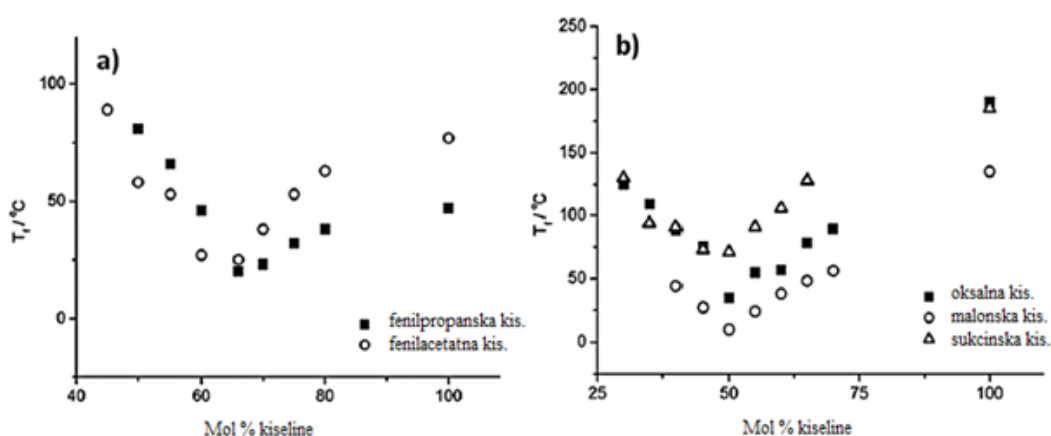 a)
100
50
0
T_f / °C
40
60
80
100
Mol % kiseline
fenilpropanska kis.
fenilacetatna kis.
b)
250
200
150
100
50
0
T_f / °C
25
50
75
100
Mol % kiseline
oksalna kis.
malonska kis.
sukcinska kis.